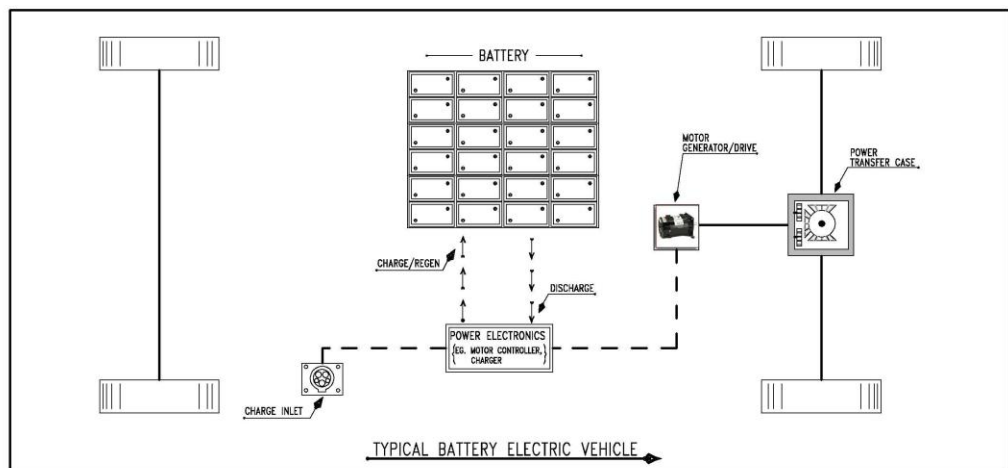 BATTERY
MOTOR
GENERATOR/DRIVE
POWER
TRANSFER CASE
CHARGE/REGEN
DISCHARGE
POWER ELECTRONICS
{EG. MOTOR CONTROLLER,
CHARGER}
CHARGE INLET
TYPICAL BATTERY ELECTRIC VEHICLE